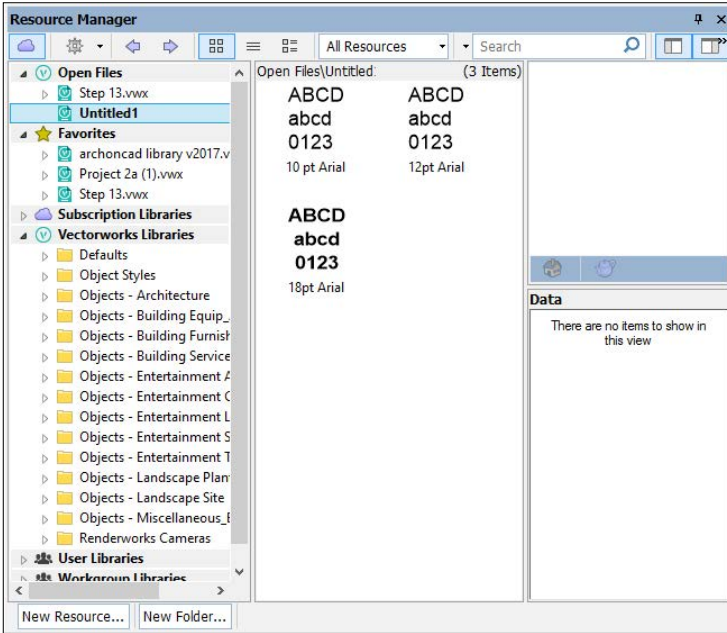 Resource Manager
All Resources
Search
Open Files
Step 13.vwx
Untitled1
Favorites
archoncad library v2017.v
Project 2a (1).vwx
Step 13.vwx
Subscription Libraries
Vectorworks Libraries
Defaults
Object Styles
Objects - Architecture
Objects - Building Equip_
Objects - Building Furnish
Objects - Building Service
Objects - Entertainment A
Objects - Entertainment C
Objects - Entertainment L
Objects - Entertainment S
Objects - Entertainment T
Objects - Landscape Plan
Objects - Landscape Site
Objects - Miscellaneous_E
Renderworks Cameras
User Libraries
Workgroup Libraries
New Resource... New Folder...
Open Files\Untitled: (3 Items)
ABCD ABCD
abcd abcd
0123 0123
10 pt Arial 12pt Arial
ABCD
abcd
0123
18pt Arial
Data
There are no items to show in
this view